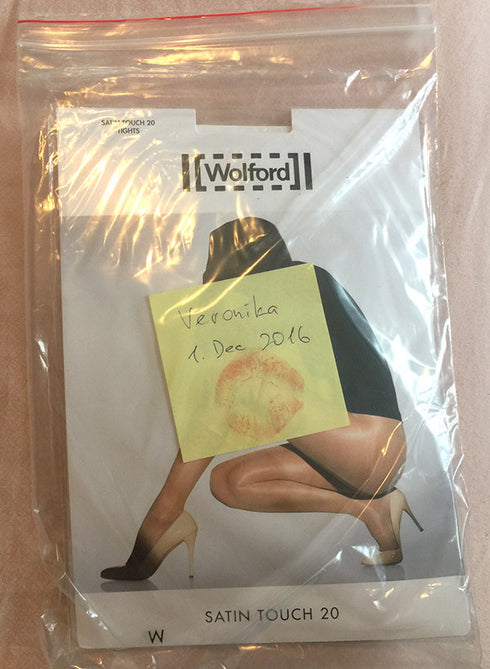 SATIN TOUCH 20
TIGHTS
Wolford
Veronika
1. Dec 2016
SATIN TOUCH 20
W